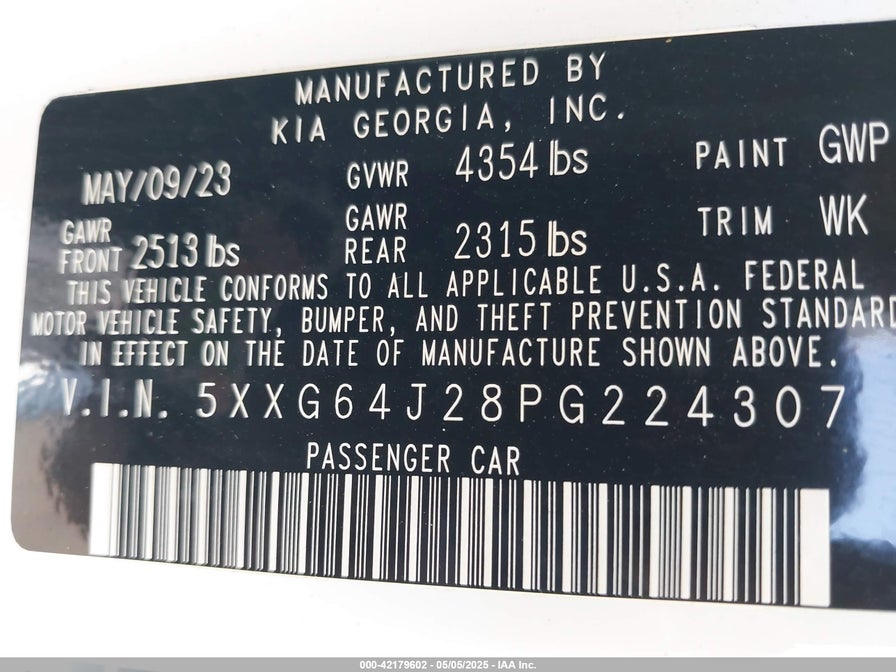 MANUFACTURED BY
KIA GEORGIA, INC.
MAY/09/23 GVWR 4354 lbs PAINT GWP
GAWR FRONT 2513 lbs GAWR REAR 2315 lbs TRIM WK
THIS VEHICLE CONFORMS TO ALL APPLICABLE U.S.A. FEDERAL
MOTOR VEHICLE SAFETY, BUMPER, AND THEFT PREVENTION STANDARD
IN EFFECT ON THE DATE OF MANUFACTURE SHOWN ABOVE.
V.I.N. 5XXG64J28PG224307
PASSENGER CAR
000-42179602 - 05/05/2025 - IAA Inc.